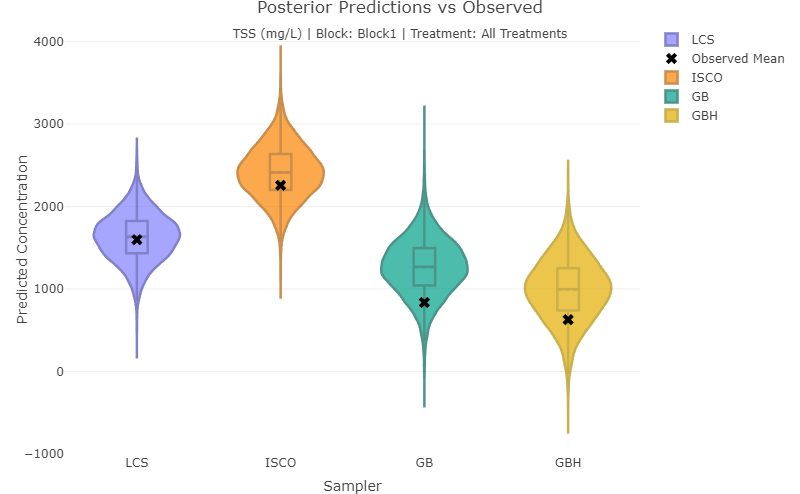 Posterior Predictions vs Observed
TSS (mg/L) | Block: Block1 | Treatment: All Treatments
4000
3000
2000
1000
0
−1000
Predicted Concentration
LCS
ISCO
GB
GBH
Sampler
LCS
Observed Mean
ISCO
GB
GBH